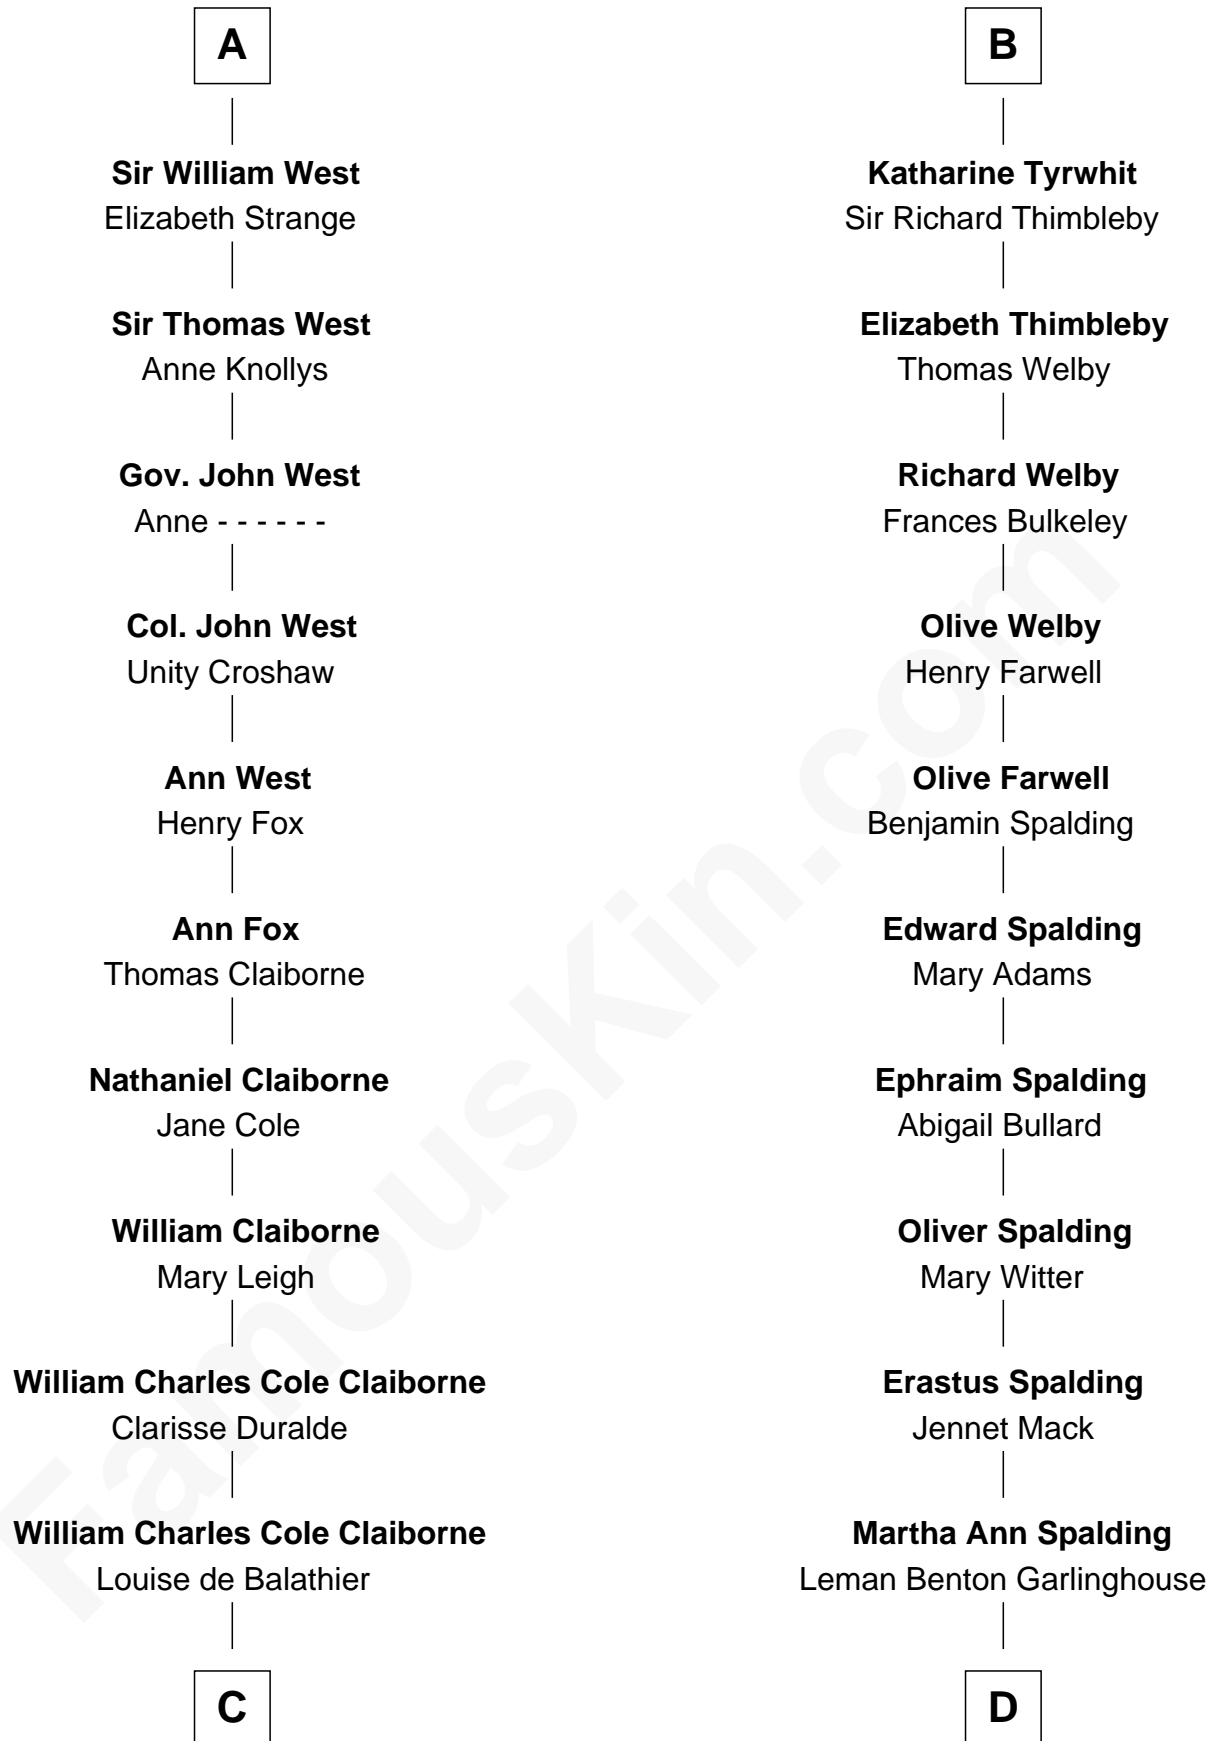 A
Sir William West
Elizabeth Strange
Sir Thomas West
Anne Knollys
Gov. John West
Anne - - - - - -
Col. John West
Unity Croshaw
Ann West
Henry Fox
Ann Fox
Thomas Claiborne
Nathaniel Claiborne
Jane Cole
William Claiborne
Mary Leigh
William Charles Cole Claiborne
Clarisse Duralde
William Charles Cole Claiborne
Louise de Balathier
C
B
Katharine Tyrwhit
Sir Richard Thimbleby
Elizabeth Thimbleby
Thomas Welby
Richard Welby
Frances Bulkeley
Olive Welby
Henry Farwell
Olive Farwell
Benjamin Spalding
Edward Spalding
Mary Adams
Ephraim Spalding
Abigail Bullard
Oliver Spalding
Mary Witter
Erastus Spalding
Jennet Mack
Martha Ann Spalding
Leman Benton Garlinghouse
D
FamousKin.com